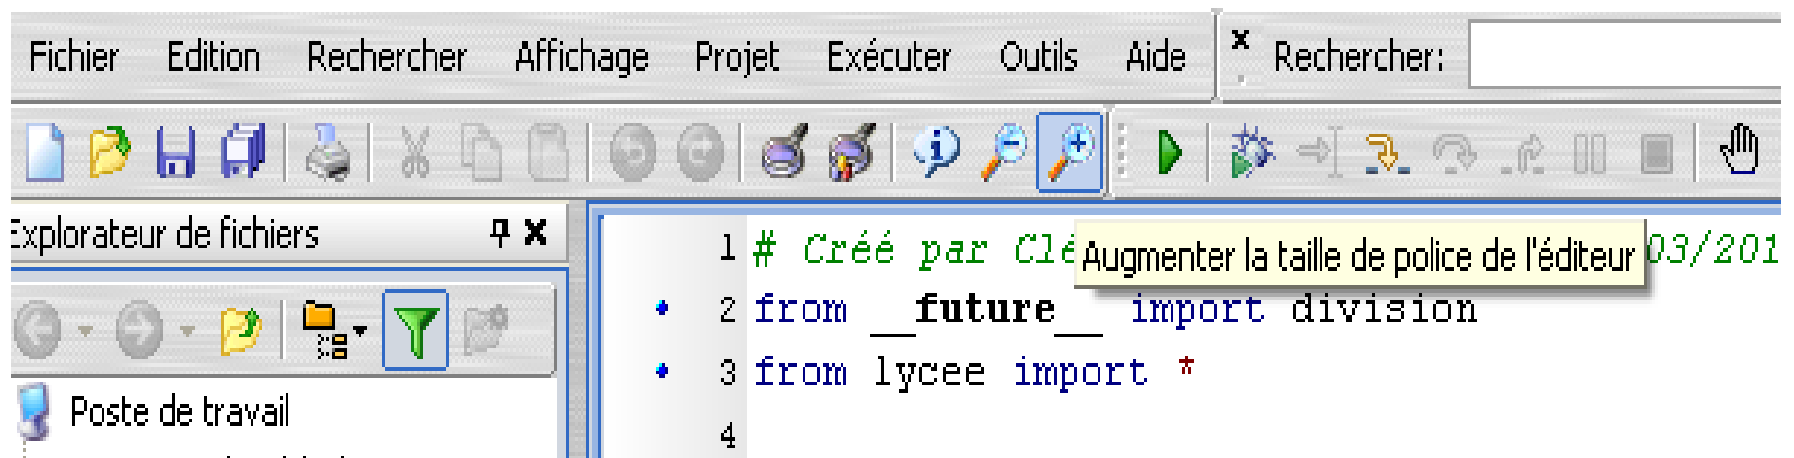 Fichier Edition Rechercher Affichage Projet Exécuter Outils Aide Rechercher:
Explorateur de fichiers
Poste de travail
1 # Créé par Clé 03/201
Augmenter la taille de police de l'éditeur
2 from __future__ import division
3 from lycee import *
4